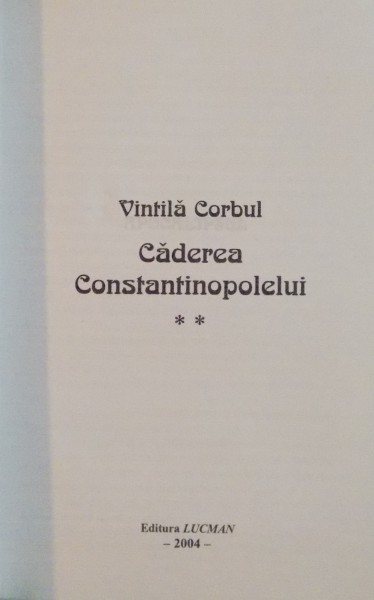 Vintilă Corbul
Căderea
Constantinopolelui
* *
Editura LUCMAN
– 2004 –